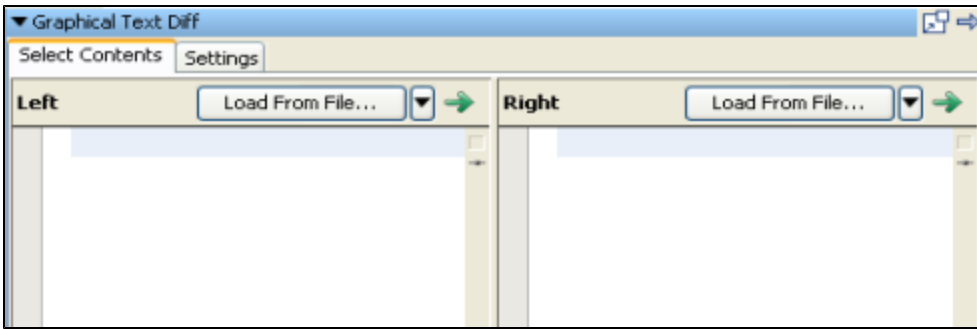 Graphical Text Diff
Select Contents Settings
Left Load From File... Right Load From File...